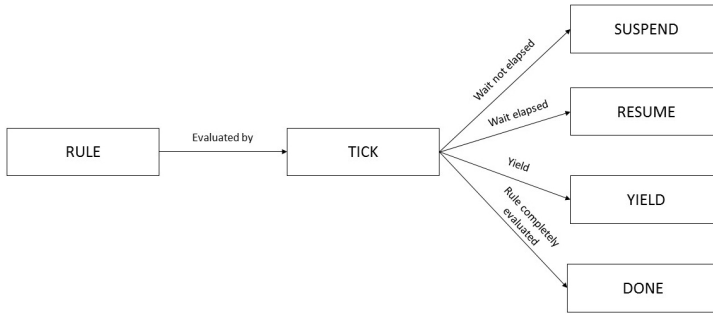 SUSPEND
Wait not elapsed
Wait elapsed
RESUME
RULE
Evaluated by
TICK
Yield
YIELD
Rule completely
evaluated
DONE